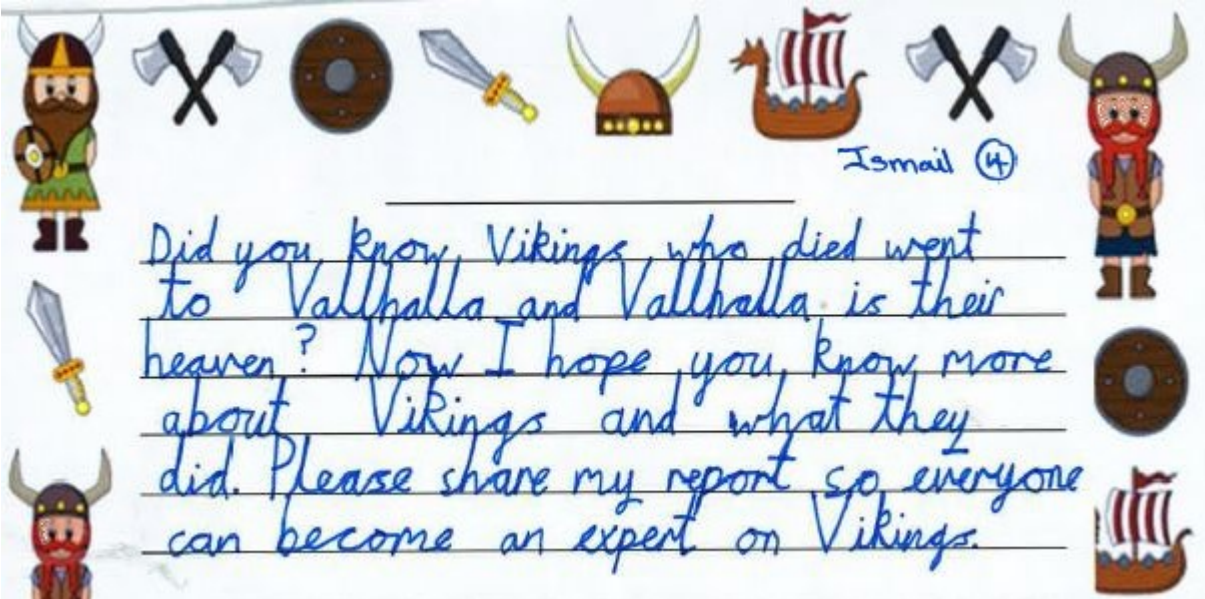 Ismail 4
Did you know Vikings who died went
to Vallhalla and Vallhalla is their
heaven? Now I hope you know more
about Vikings and what they
did. Please share my report so everyone
can become an expert on Vikings.